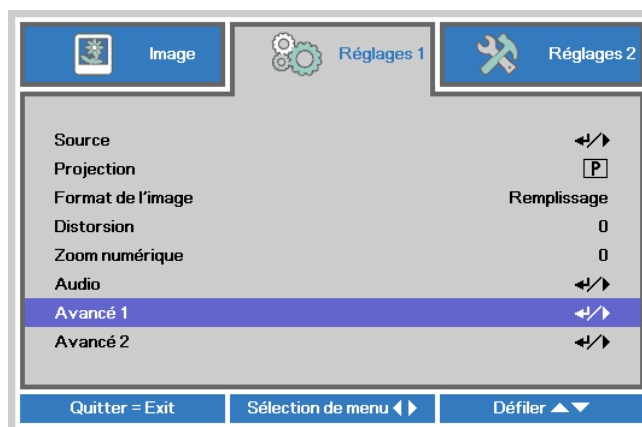 Image Réglages 1 Réglages 2
Source
Projection P
Format de l'image Remplissage
Distorsion 0
Zoom numérique 0
Audio
Avancé 1
Avancé 2
Quitter = Exit Sélection de menu Défiler